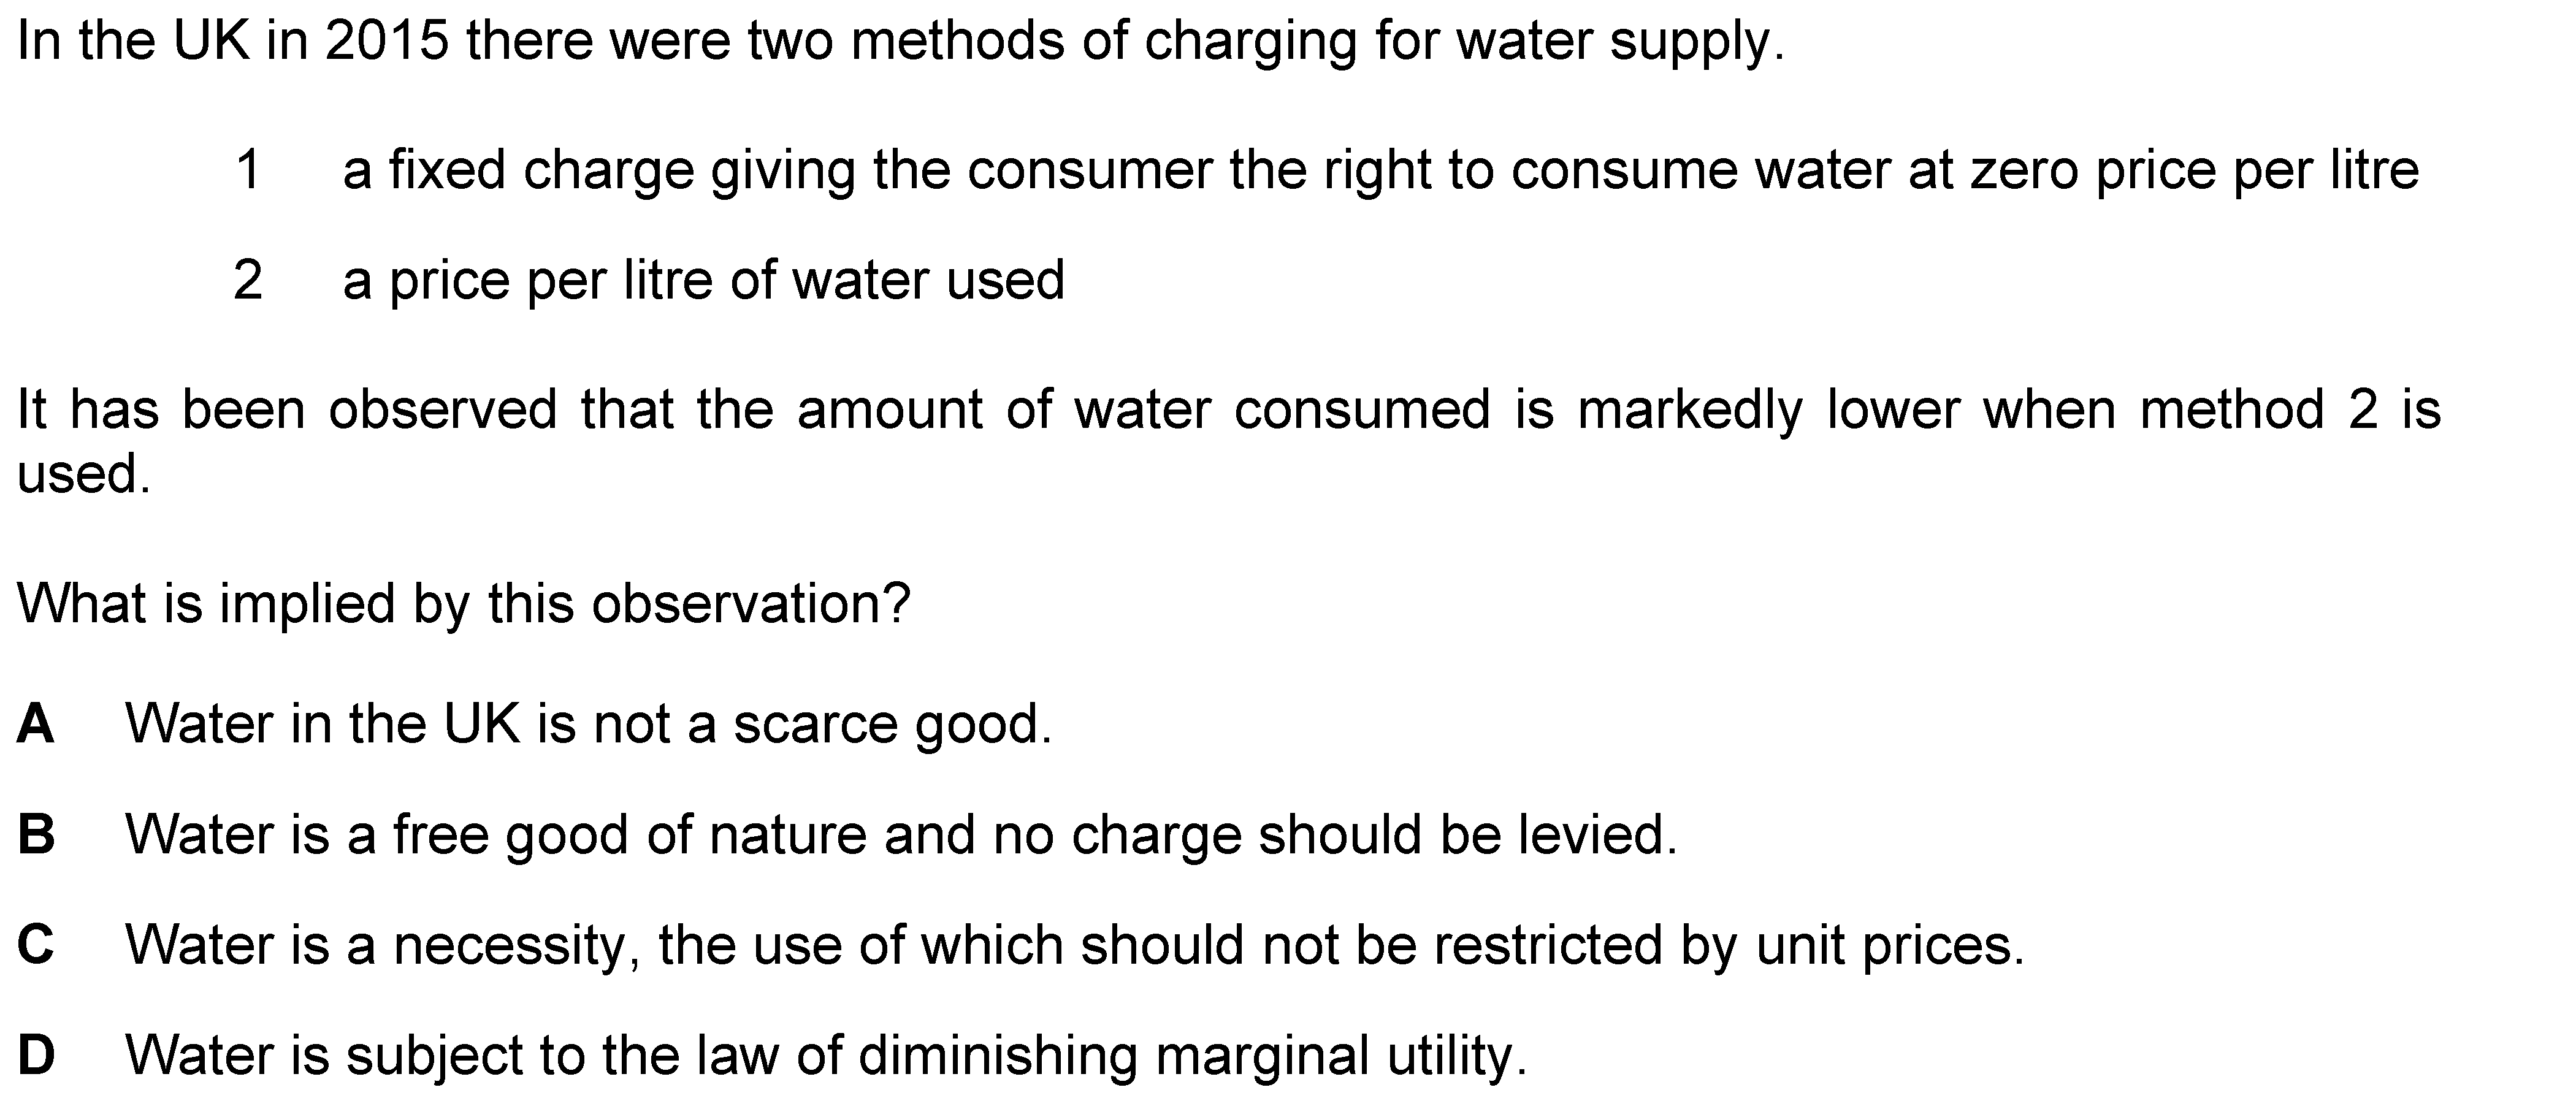 In the UK in 2015 there were two methods of charging for water supply.
1 a fixed charge giving the consumer the right to consume water at zero price per litre
2 a price per litre of water used
It has been observed that the amount of water consumed is markedly lower when method 2 is
used.
What is implied by this observation?
A Water in the UK is not a scarce good.
B Water is a free good of nature and no charge should be levied.
C Water is a necessity, the use of which should not be restricted by unit prices.
D Water is subject to the law of diminishing marginal utility.